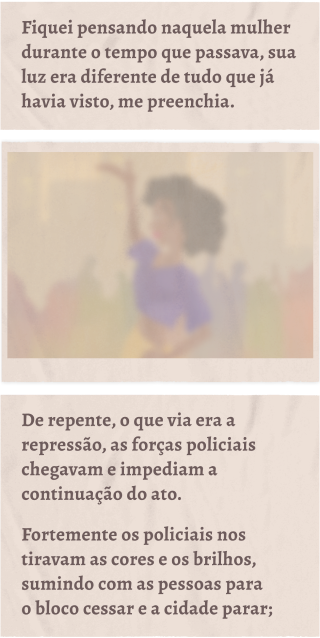 Fiquei pensando naquela mulher
durante o tempo que passava, sua
luz era diferente de tudo que já
havia visto, me preenchia.
De repente, o que via era a
repressão, as forças policiais
chegavam e impediam a
continuação do ato.
Fortemente os policiais nos
tiravam as cores e os brilhos,
sumindo com as pessoas para
o bloco cessar e a cidade parar;